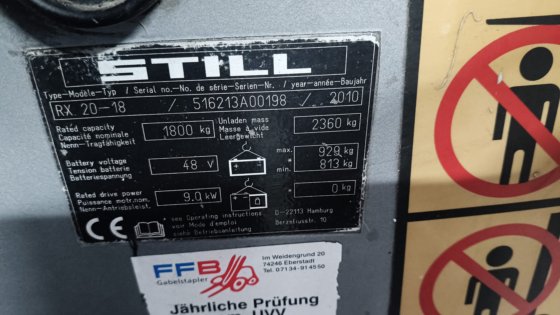 STILL
Type-Modèle-Typ / Serial no.-No. de série-Serien-Nr. / year-année-Baujahr
RX 20-18 / 516213A00198 / 2010
Rated capacity
Capacité nominale
Nenn-Tragfähigkeit
1800 kg
Unladen mass
Masse à vide
Leergewicht
2360 kg
Battery voltage
Tension batterie
Batteriespannung
48 V
max. 929 kg
min. 813 kg
Rated drive power
Puissance motr.nom.
Nenn-Antriebsleist.
9.0 kW
* 0 kg
CE
* see Operating instructions
voir Mode d'emploi
siehe Betriebsanleitung
D-22113 Hamburg
Berzeliusstr. 10
FFB
Gabelstapler
Im Weidengrund 20
74246 Eberstadt
Tel. 07134-914550
Jährliche Prüfung
UVV